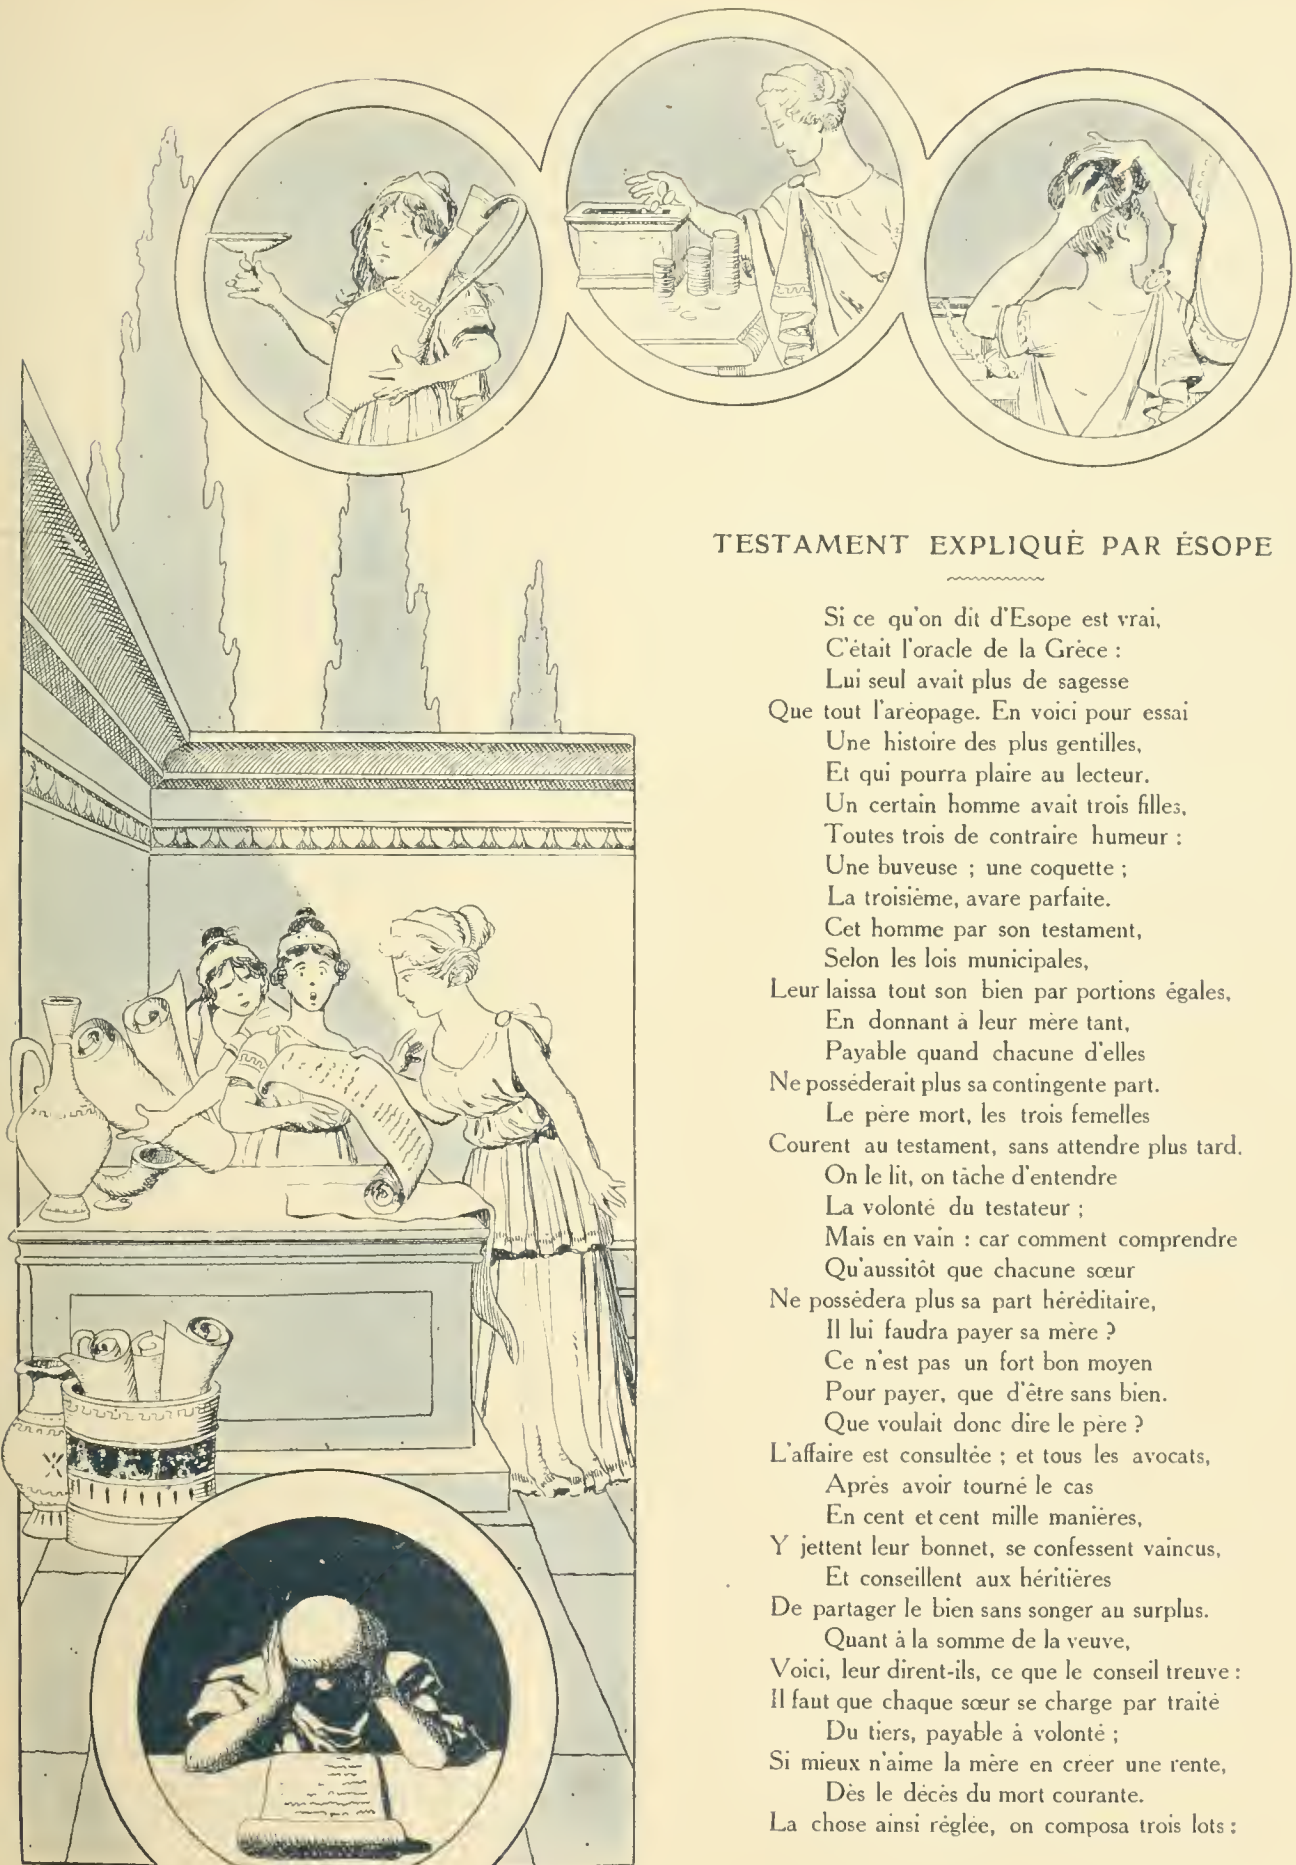 TESTAMENT EXPLIQUÉ PAR ÉSOPE
Si ce qu'on dit d'Esope est vrai,
C'était l'oracle de la Grèce :
Lui seul avait plus de sagesse
Que tout l'aréopage. En voici pour essai
Une histoire des plus gentilles,
Et qui pourra plaire au lecteur.
Un certain homme avait trois filles,
Toutes trois de contraire humeur :
Une buveuse ; une coquette ;
La troisième, avare parfaite.
Cet homme par son testament,
Selon les lois municipales,
Leur laissa tout son bien par portions égales,
En donnant à leur mère tant,
Payable quand chacune d'elles
Ne posséderait plus sa contingente part.
Le père mort, les trois femelles
Courent au testament, sans attendre plus tard.
On le lit, on tâche d'entendre
La volonté du testateur ;
Mais en vain : car comment comprendre
Qu'aussitôt que chacune sœur
Ne possédera plus sa part héréditaire,
Il lui faudra payer sa mère ?
Ce n'est pas un fort bon moyen
Pour payer, que d'être sans bien.
Que voulait donc dire le père ?
L'affaire est consultée ; et tous les avocats,
Après avoir tourné le cas
En cent et cent mille manières,
Y jettent leur bonnet, se confessent vaincus,
Et conseillent aux héritières
De partager le bien sans songer au surplus.
Quant à la somme de la veuve,
Voici, leur dirent-ils, ce que le conseil treuve :
Il faut que chaque sœur se charge par traité
Du tiers, payable à volonté ;
Si mieux n'aime la mère en créer une rente,
Dès le décès du mort courante.
La chose ainsi réglée, on composa trois lots :